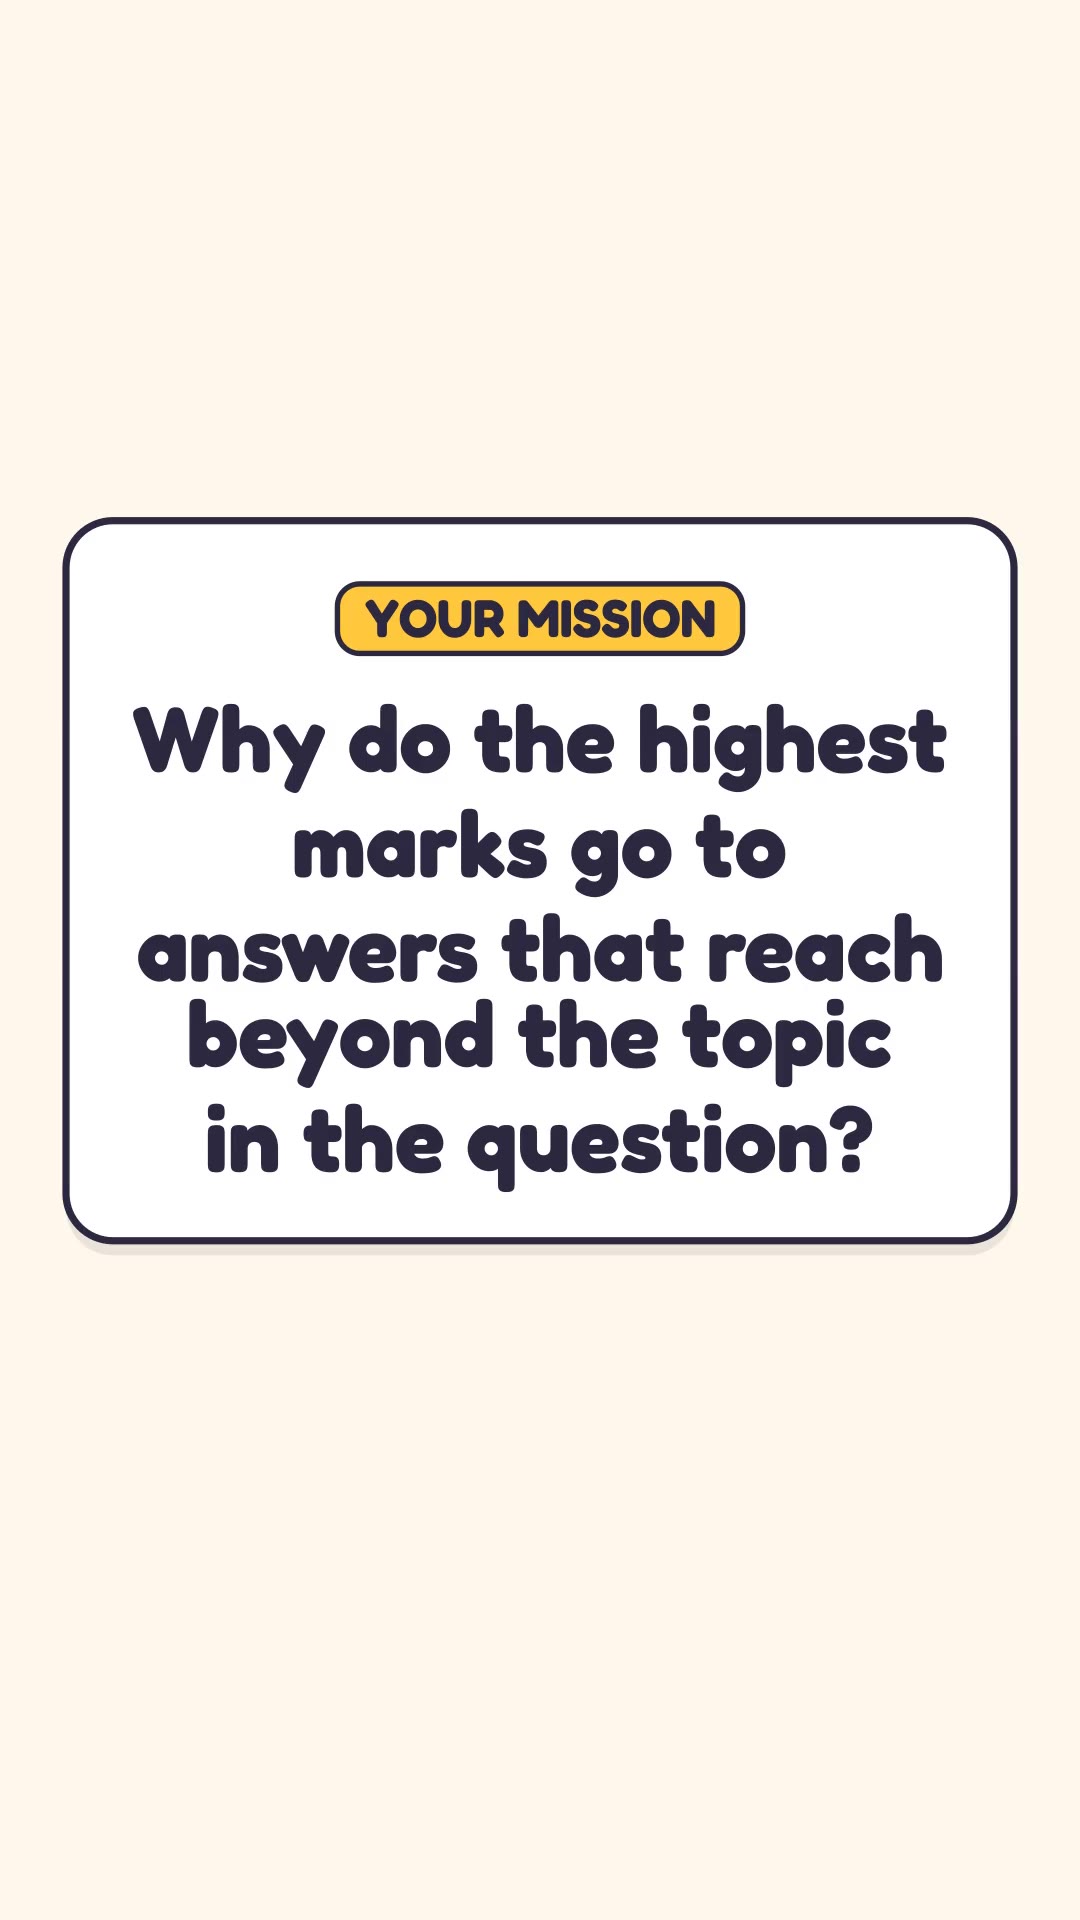 YOUR MISSION
Why do the highest
marks go to
answers that reach
beyond the topic
in the question?